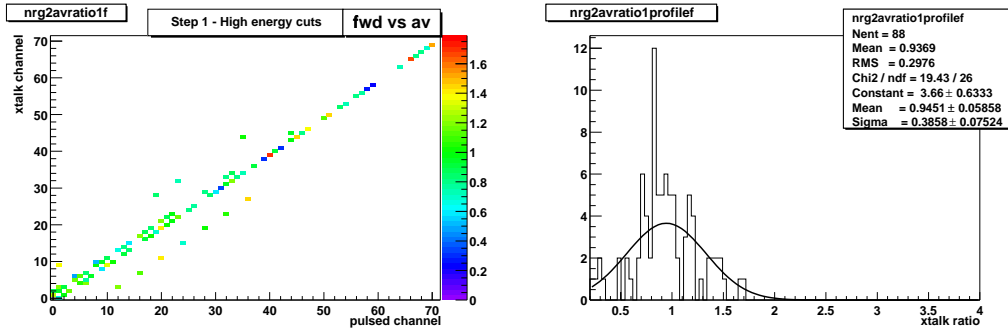 nrg2avratio1f
Step 1 - High energy cuts
fwd vs av
xtalk channel
70
60
50
40
30
20
10
0
0 10 20 30 40 50 60 70
pulsed channel
1.6
1.4
1.2
1
0.8
0.6
0.4
0.2
0
nrg2avratio1profilef
nrg2avratio1profilef
Nent = 88
Mean = 0.9369
RMS = 0.2976
Chi2 / ndf = 19.43 / 26
Constant = 3.66 ± 0.6333
Mean = 0.9451 ± 0.05858
Sigma = 0.3858 ± 0.07524
12
10
8
6
4
2
0
0.5 1 1.5 2 2.5 3 3.5 4
xtalk ratio